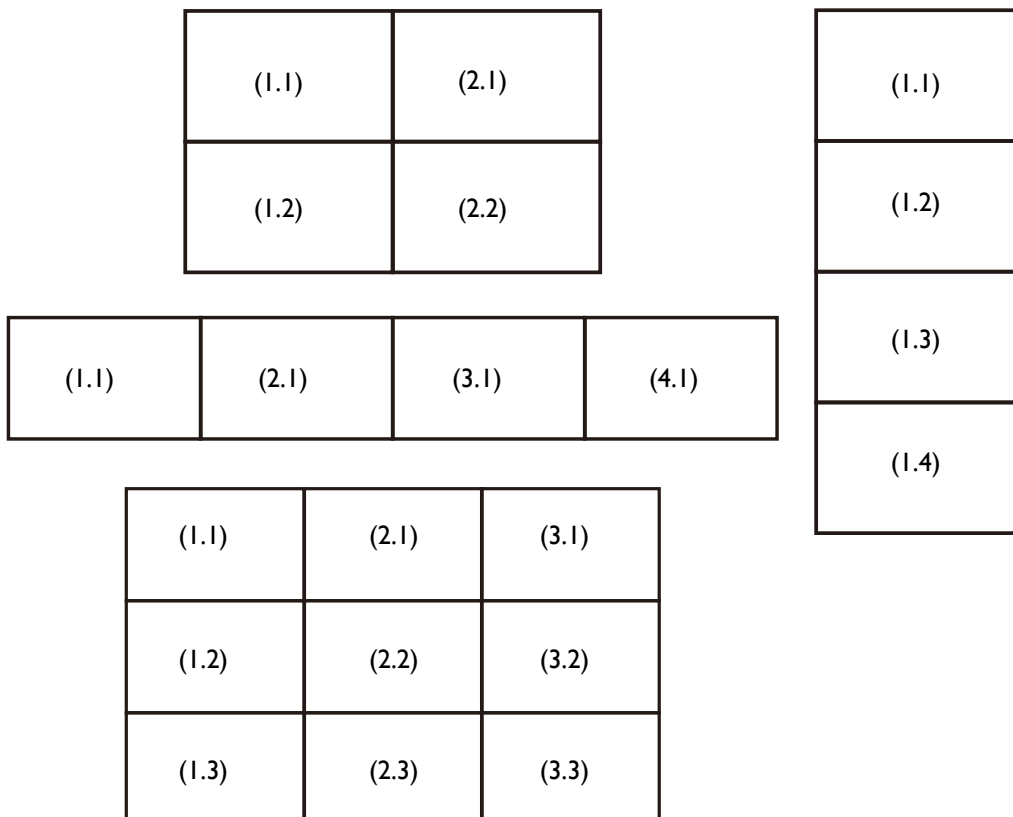 (1.1) (2.1)
(1.2) (2.2)
(1.1) (2.1) (3.1) (4.1)
(1.1) (2.1) (3.1)
(1.2) (2.2) (3.2)
(1.3) (2.3) (3.3)
(1.1)
(1.2)
(1.3)
(1.4)